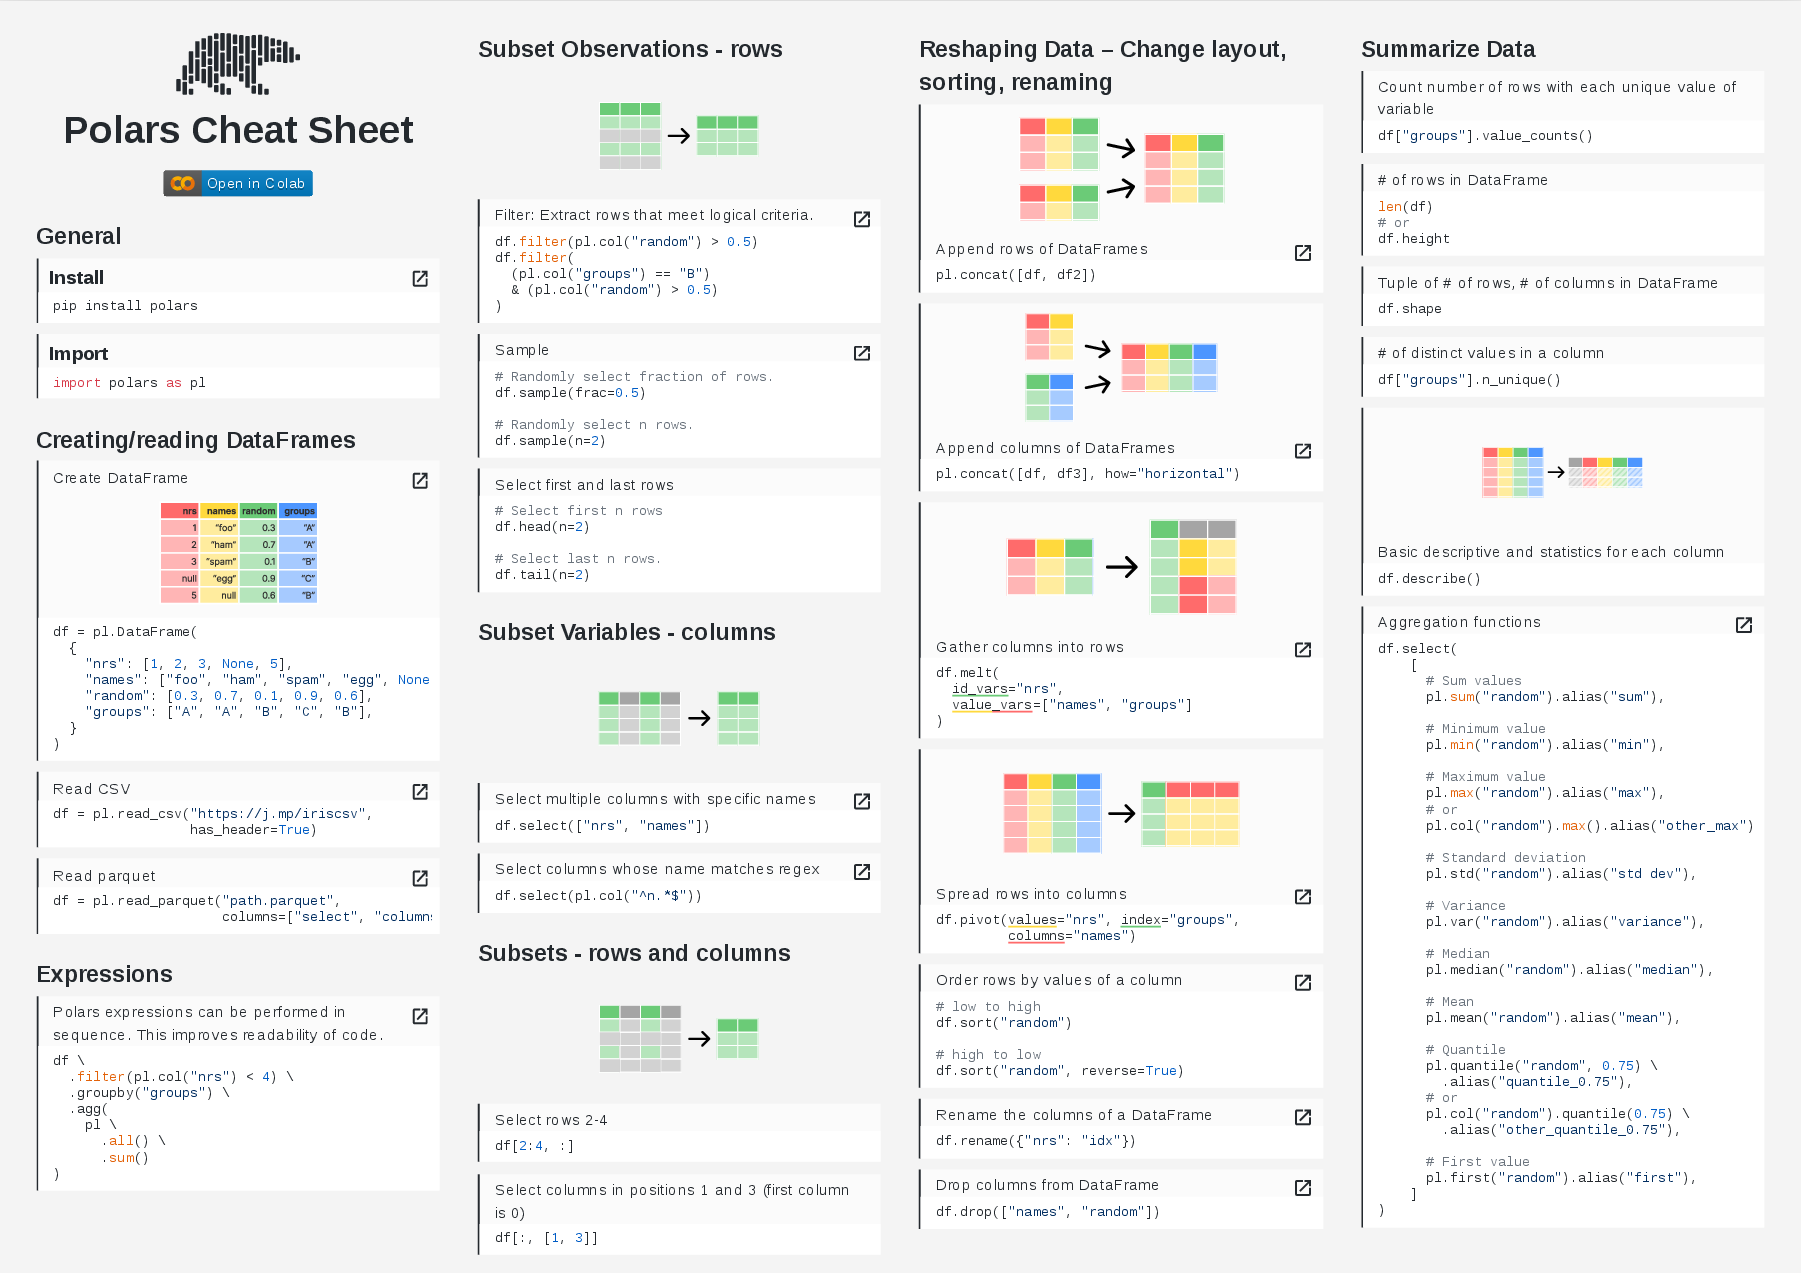 Polars Cheat Sheet
Open in Colab
General
Install
pip install polars
Import
import polars as pl
Creating/reading DataFrames
Create DataFrame
nrs names random groups
1 "foo" 0.3 "A"
2 "ham" 0.7 "A"
3 "spam" 0.1 "B"
null "egg" 0.9 "C"
5 null 0.6 "B"
df = pl.DataFrame(
  {
    "nrs": [1, 2, 3, None, 5],
    "names": ["foo", "ham", "spam", "egg", None
    "random": [0.3, 0.7, 0.1, 0.9, 0.6],
    "groups": ["A", "A", "B", "C", "B"],
  }
)
Read CSV
df = pl.read_csv("https://j.mp/iriscsv",
                 has_header=True)
Read parquet
df = pl.read_parquet("path.parquet",
                     columns=["select", "columns
Expressions
Polars expressions can be performed in
sequence. This improves readability of code.
df \
  .filter(pl.col("nrs") < 4) \
  .groupby("groups") \
  .agg(
    pl \
      .all() \
      .sum()
)
Subset Observations - rows
Filter: Extract rows that meet logical criteria.
df.filter(pl.col("random") > 0.5)
df.filter(
  (pl.col("groups") == "B")
  & (pl.col("random") > 0.5)
)
Sample
# Randomly select fraction of rows.
df.sample(frac=0.5)
# Randomly select n rows.
df.sample(n=2)
Select first and last rows
# Select first n rows
df.head(n=2)
# Select last n rows.
df.tail(n=2)
Subset Variables - columns
Select multiple columns with specific names
df.select(["nrs", "names"])
Select columns whose name matches regex
df.select(pl.col("^n.*$"))
Subsets - rows and columns
Select rows 2-4
df[2:4, :]
Select columns in positions 1 and 3 (first column
is 0)
df[:, [1, 3]]
Reshaping Data – Change layout,
sorting, renaming
Append rows of DataFrames
pl.concat([df, df2])
Append columns of DataFrames
pl.concat([df, df3], how="horizontal")
Gather columns into rows
df.melt(
  id_vars="nrs",
  value_vars=["names", "groups"]
)
Spread rows into columns
df.pivot(values="nrs", index="groups",
         columns="names")
Order rows by values of a column
# low to high
df.sort("random")
# high to low
df.sort("random", reverse=True)
Rename the columns of a DataFrame
df.rename({"nrs": "idx"})
Drop columns from DataFrame
df.drop(["names", "random"])
Summarize Data
Count number of rows with each unique value of
variable
df["groups"].value_counts()
# of rows in DataFrame
len(df)
# or
df.height
Tuple of # of rows, # of columns in DataFrame
df.shape
# of distinct values in a column
df["groups"].n_unique()
Basic descriptive and statistics for each column
df.describe()
Aggregation functions
df.select(
    [
      # Sum values
      pl.sum("random").alias("sum"),
      # Minimum value
      pl.min("random").alias("min"),
      # Maximum value
      pl.max("random").alias("max"),
      # or
      pl.col("random").max().alias("other_max")
      # Standard deviation
      pl.std("random").alias("std dev"),
      # Variance
      pl.var("random").alias("variance"),
      # Median
      pl.median("random").alias("median"),
      # Mean
      pl.mean("random").alias("mean"),
      # Quantile
      pl.quantile("random", 0.75) \
        .alias("quantile_0.75"),
      # or
      pl.col("random").quantile(0.75) \
        .alias("other_quantile_0.75"),
      # First value
      pl.first("random").alias("first"),
    ]
)